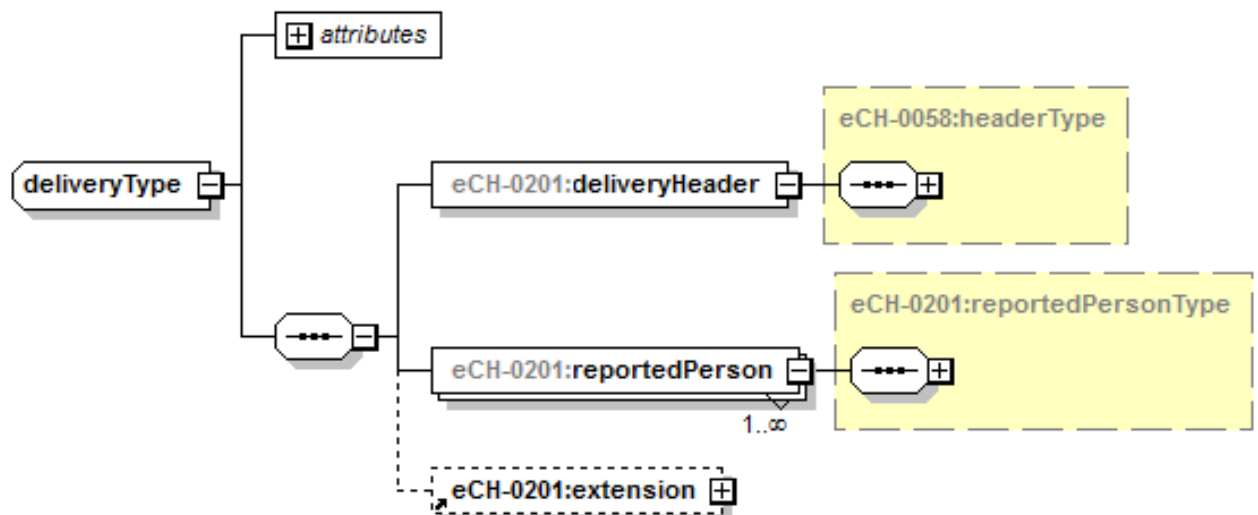 attributes
eCH-0058:headerType
deliveryType
eCH-0201:deliveryHeader
eCH-0201:reportedPersonType
eCH-0201:reportedPerson
1..∞
eCH-0201:extension